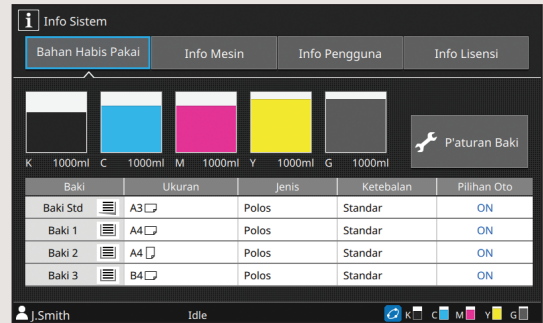 Info Sistem
Bahan Habis Pakai Info Mesin Info Pengguna Info Lisensi
K 1000ml C 1000ml M 1000ml Y 1000ml G 1000ml
P'aturan Baki
Baki Ukuran Jenis Ketebalan Pilihan Oto
Baki Std A3 Polos Standar ON
Baki 1 A4 Polos Standar ON
Baki 2 A4 Polos Standar ON
Baki 3 B4 Polos Standar ON
J.Smith Idle K C M Y G